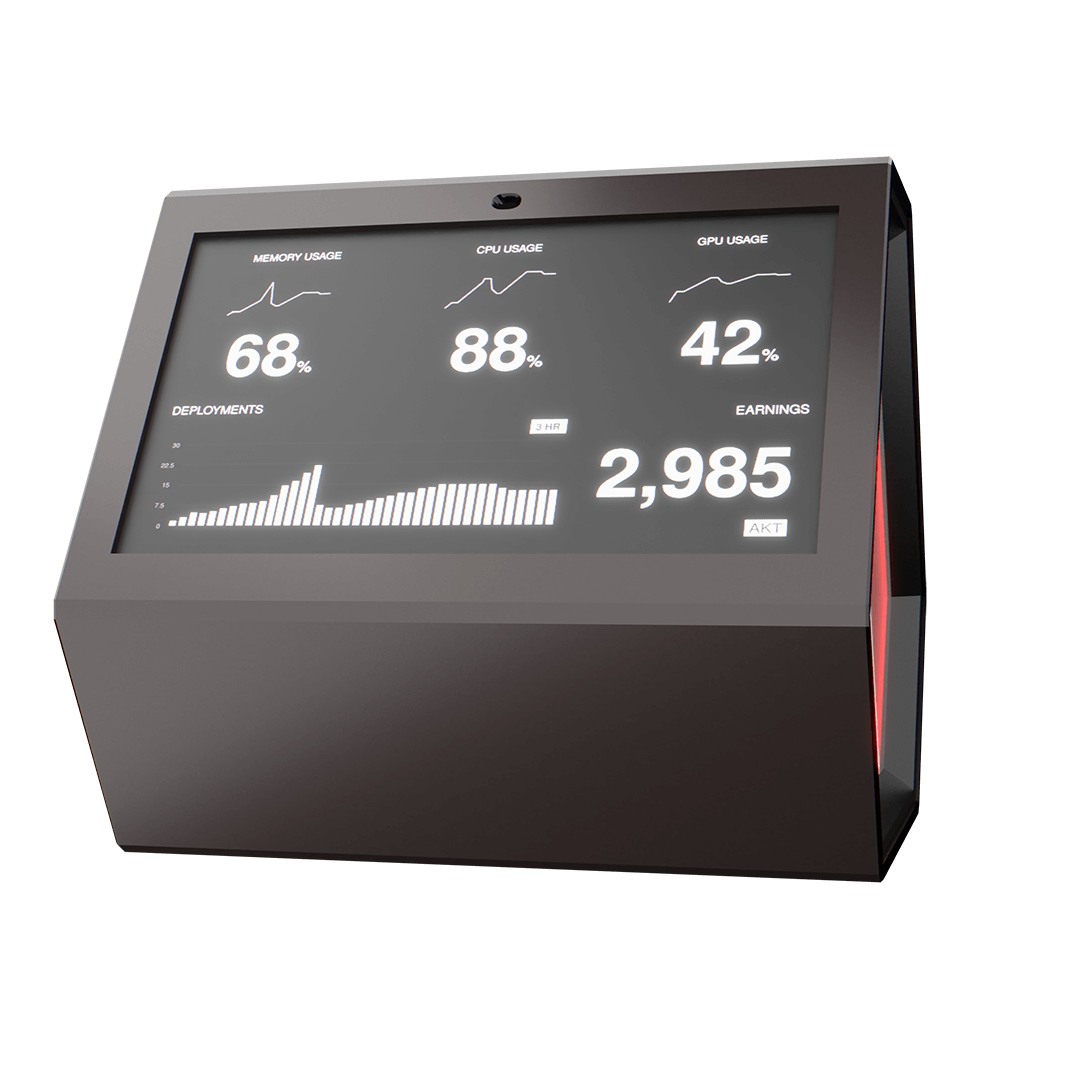 MEMORY USAGE
CPU USAGE
GPU USAGE
68%
88%
42%
DEPLOYMENTS
EARNINGS
3 HR
30
22.5
15
7.5
0
2,985
AKT